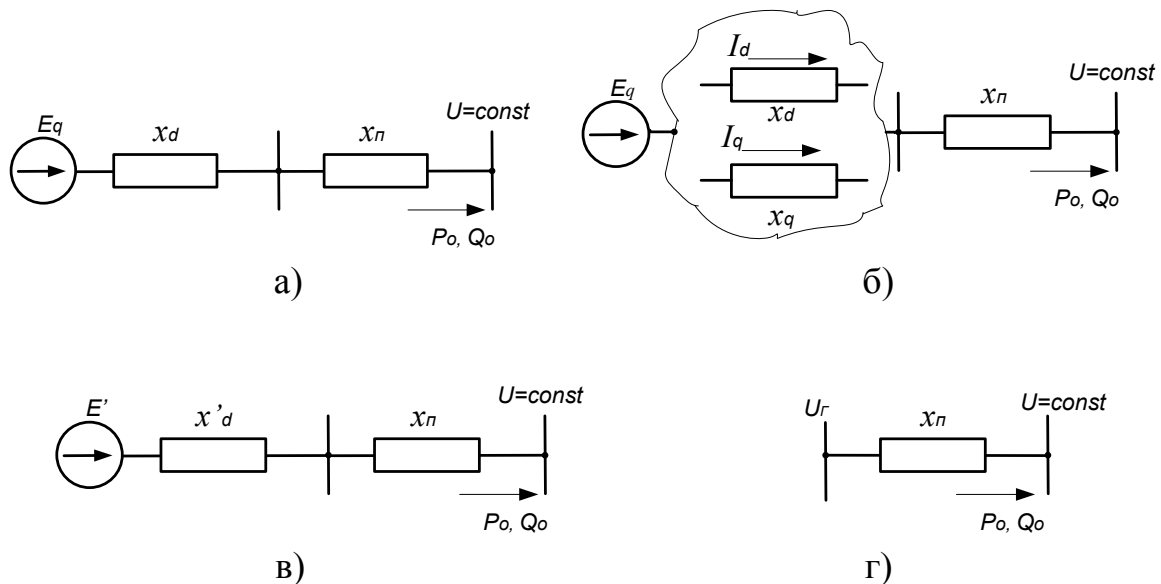 Eq
xd
xп
U=const
Po, Qo
а)
Eq
Id
xd
Iq
xq
xп
U=const
Po, Qo
б)
E'
x’d
xп
U=const
Po, Qo
в)
UГ
xп
U=const
Po, Qo
г)